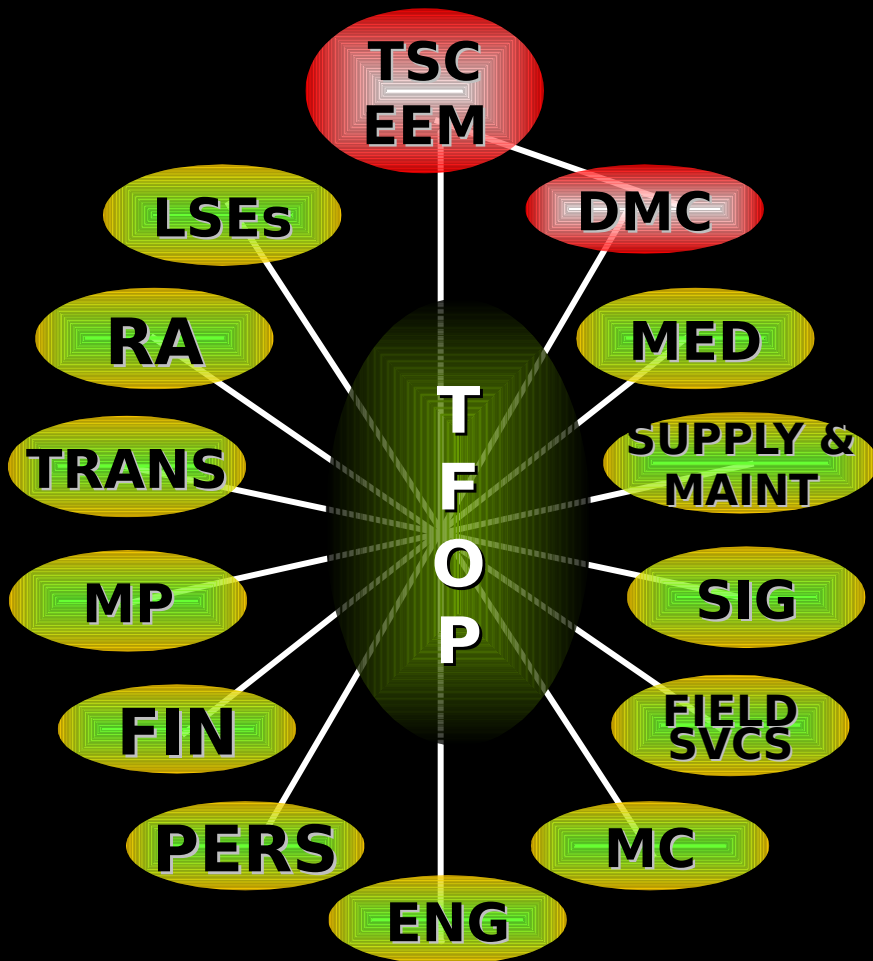 TSC
EEM
LSEs
DMC
RA
MED
T
F
O
P
TRANS
SUPPLY &
MAINT
MP
SIG
FIN
FIELD
SVCS
PERS
MC
ENG